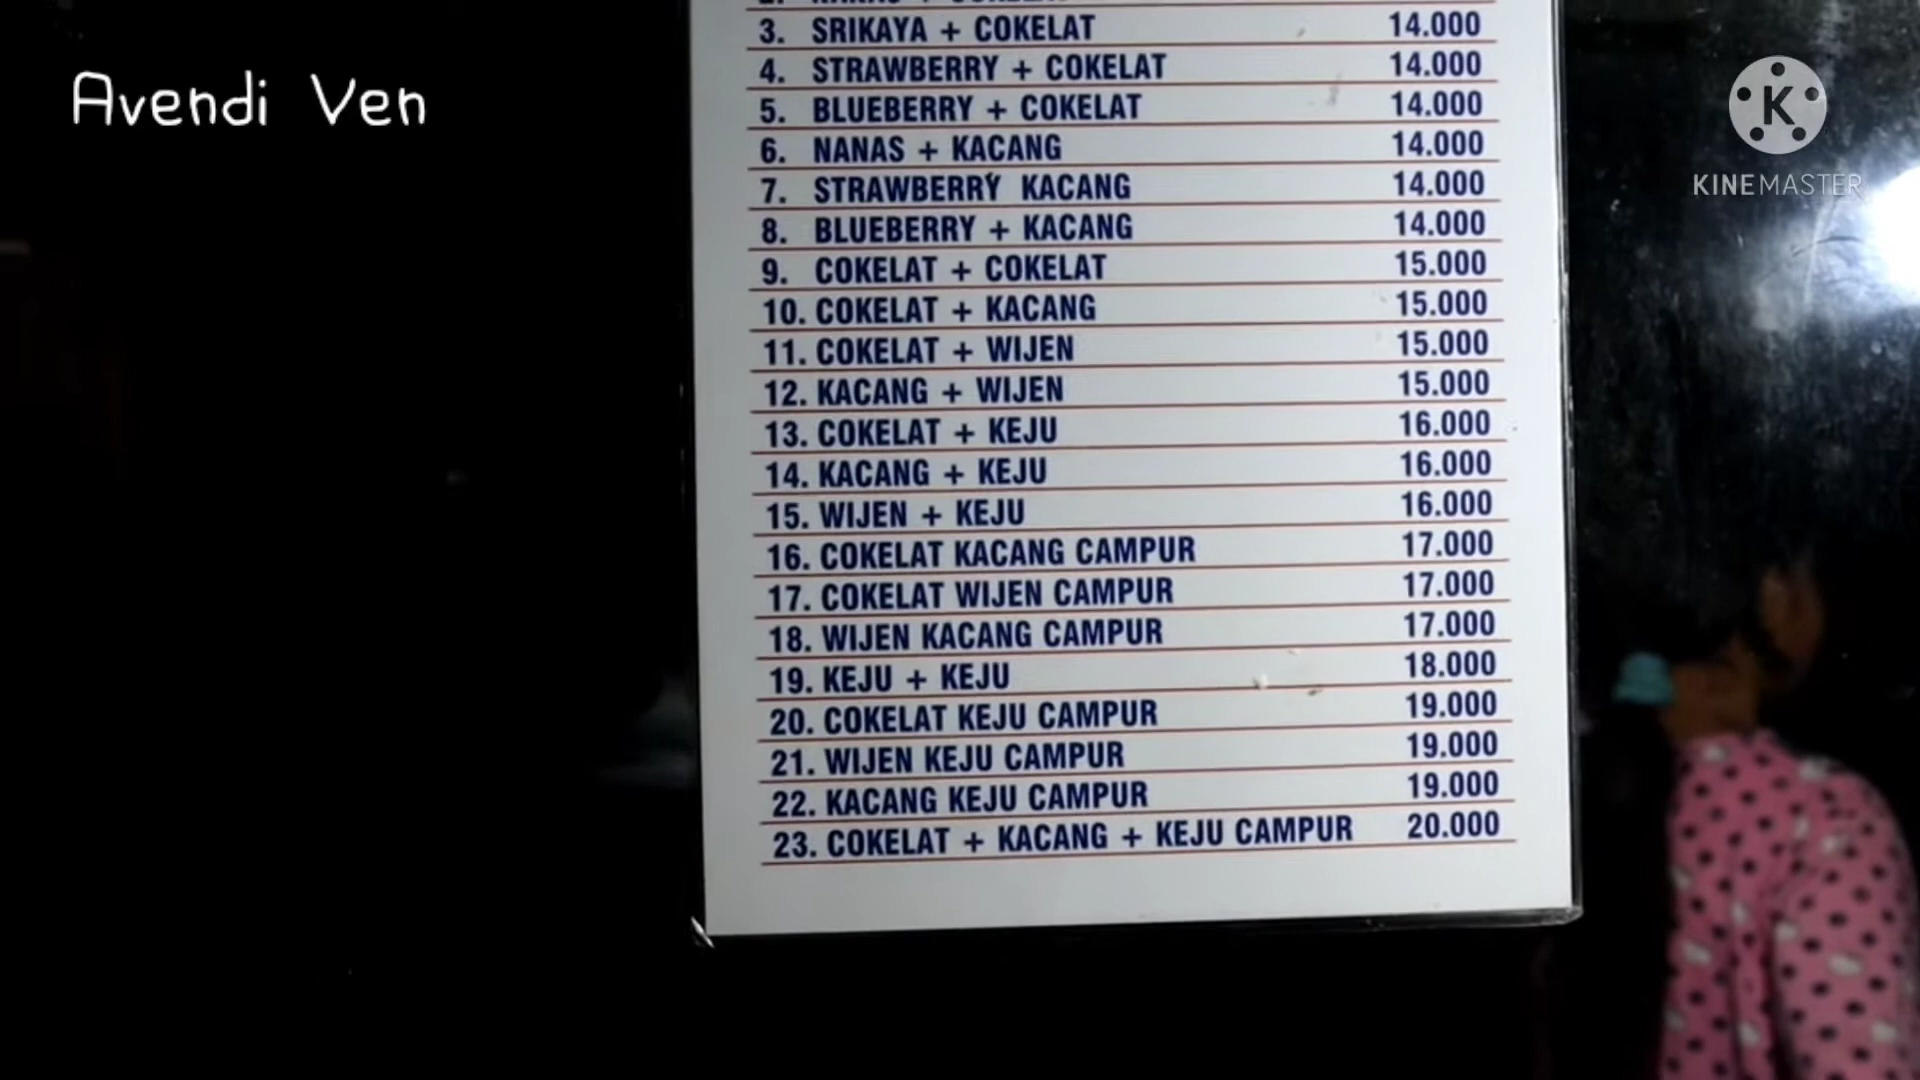 Avendi Ven
KINEMASTER
3. SRIKAYA + COKELAT 14.000
4. STRAWBERRY + COKELAT 14.000
5. BLUEBERRY + COKELAT 14.000
6. NANAS + KACANG 14.000
7. STRAWBERRY KACANG 14.000
8. BLUEBERRY + KACANG 14.000
9. COKELAT + COKELAT 15.000
10. COKELAT + KACANG 15.000
11. COKELAT + WIJEN 15.000
12. KACANG + WIJEN 15.000
13. COKELAT + KEJU 16.000
14. KACANG + KEJU 16.000
15. WIJEN + KEJU 16.000
16. COKELAT KACANG CAMPUR 17.000
17. COKELAT WIJEN CAMPUR 17.000
18. WIJEN KACANG CAMPUR 17.000
19. KEJU + KEJU 18.000
20. COKELAT KEJU CAMPUR 19.000
21. WIJEN KEJU CAMPUR 19.000
22. KACANG KEJU CAMPUR 19.000
23. COKELAT + KACANG + KEJU CAMPUR 20.000